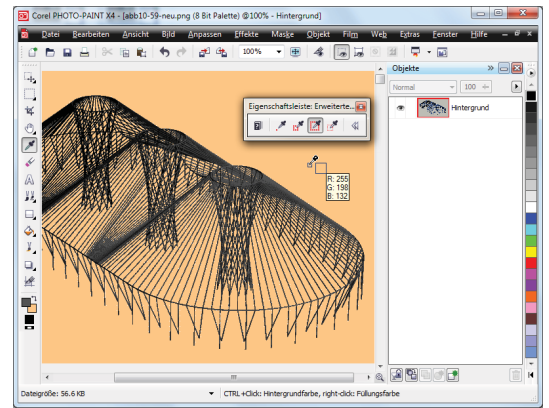 Corel PHOTO-PAINT X4 - [abb10-59-neu.png (8 Bit Palette) @100% - Hintergrund]
Datei Bearbeiten Ansicht Bild Anpassen Effekte Maske Objekt Film Web Extras Fenster Hilfe
100%
Objekte
Normal 100
Hintergrund
Eigenschaftsleiste: Erweiterte...
R: 255
G: 198
B: 132
Dateigröße: 56.6 KB CTRL+Click: Hintergrundfarbe, right-click: Füllungsfarbe